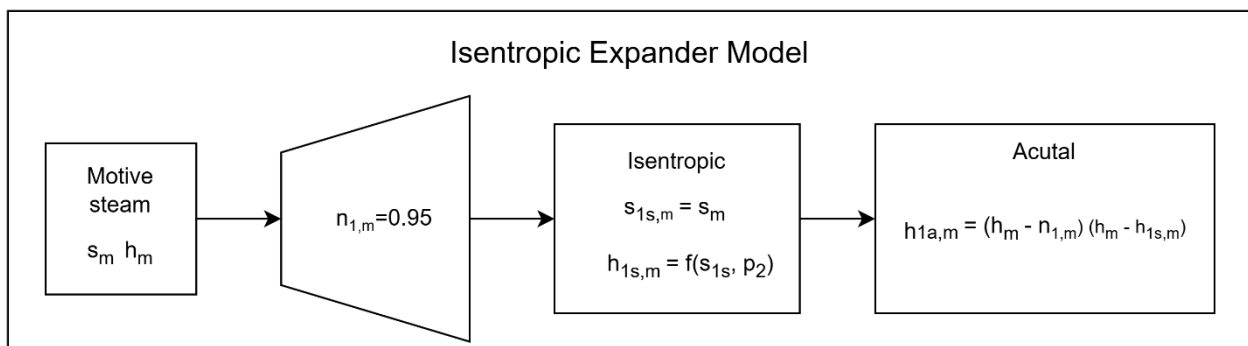 Isentropic Expander Model
Motive
steam
s_m h_m
n_1,m=0.95
Isentropic
s_1s,m = s_m
h_1s,m = f(s_1s, p_2)
Acutal
h1a,m = (h_m - n_1,m) (h_m - h_1s,m)